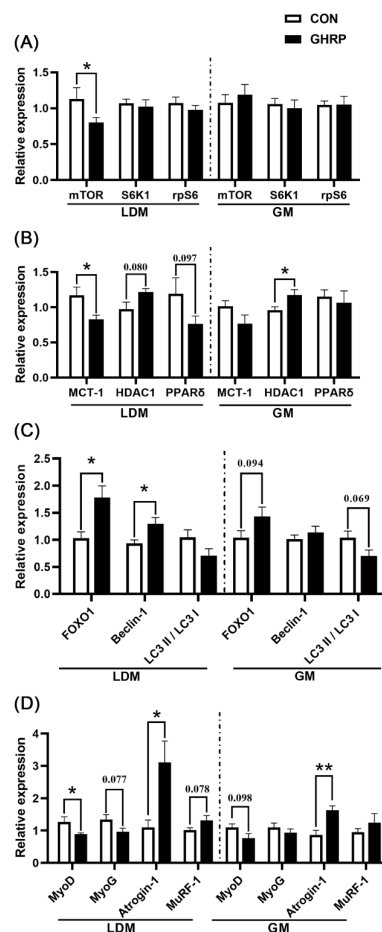 CON
GHRP
(A)
Relative expression
1.5
1.0
0.5
0.0
*
mTOR S6K1 rpS6 mTOR S6K1 rpS6
LDM GM
(B)
Relative expression
2.0
1.5
1.0
0.5
0.0
* 0.080 0.097 *
MCT-1 HDAC1 PPARδ MCT-1 HDAC1 PPARδ
LDM GM
(C)
Relative expression
2.5
2.0
1.5
1.0
0.5
0.0
* * 0.094 0.069
FOXO1 Beclin-1 LC3 II / LC3 I FOXO1 Beclin-1 LC3 II / LC3 I
LDM GM
(D)
Relative expression
4
3
2
1
0
* 0.077 * 0.078 0.098 **
MyoD MyoG Atrogin-1 MuRF-1 MyoD MyoG Atrogin-1 MuRF-1
LDM GM